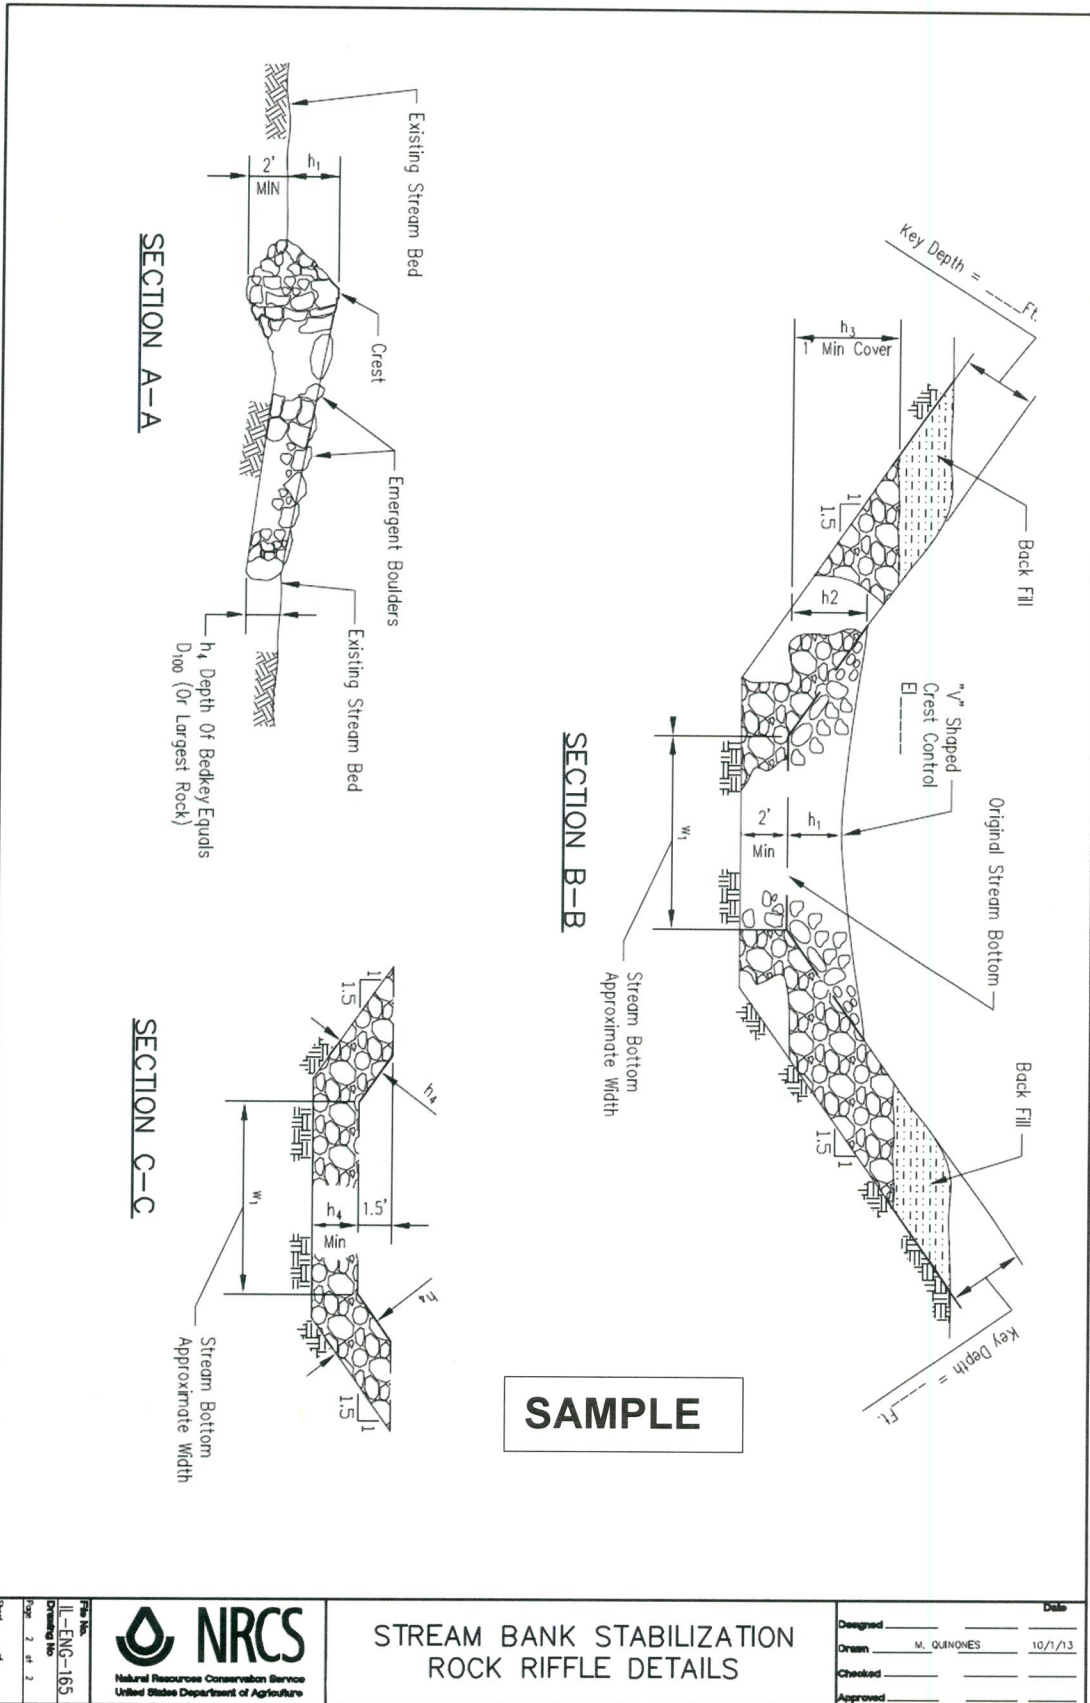 Key Depth = ____Ft.
h3
1' Min Cover
1
1.5
Back Fill
h2
"V" Shaped
Crest Control
El_____
Original Stream Bottom
2'
Min
h1
w1
Stream Bottom
Approximate Width
Back Fill
1
1.5
Key Depth = ____ Ft.
SECTION B-B
Existing Stream Bed
2'
MIN
h1
Crest
Emergent Boulders
Existing Stream Bed
h4 Depth Of Bedkey Equals
D100 (Or Largest Rock)
SECTION A-A
1
1.5
h4
h4
Min
1.5'
w1
h4
1
1.5
Stream Bottom
Approximate Width
SECTION C-C
SAMPLE
File No.
IL-ENG-165
Drawing No
Page 2 of 2
NRCS
Natural Resources Conservation Service
United States Department of Agriculture
STREAM BANK STABILIZATION
ROCK RIFFLE DETAILS
Date
Designed
Drawn M. QUINONES 10/1/13
Checked
Approved